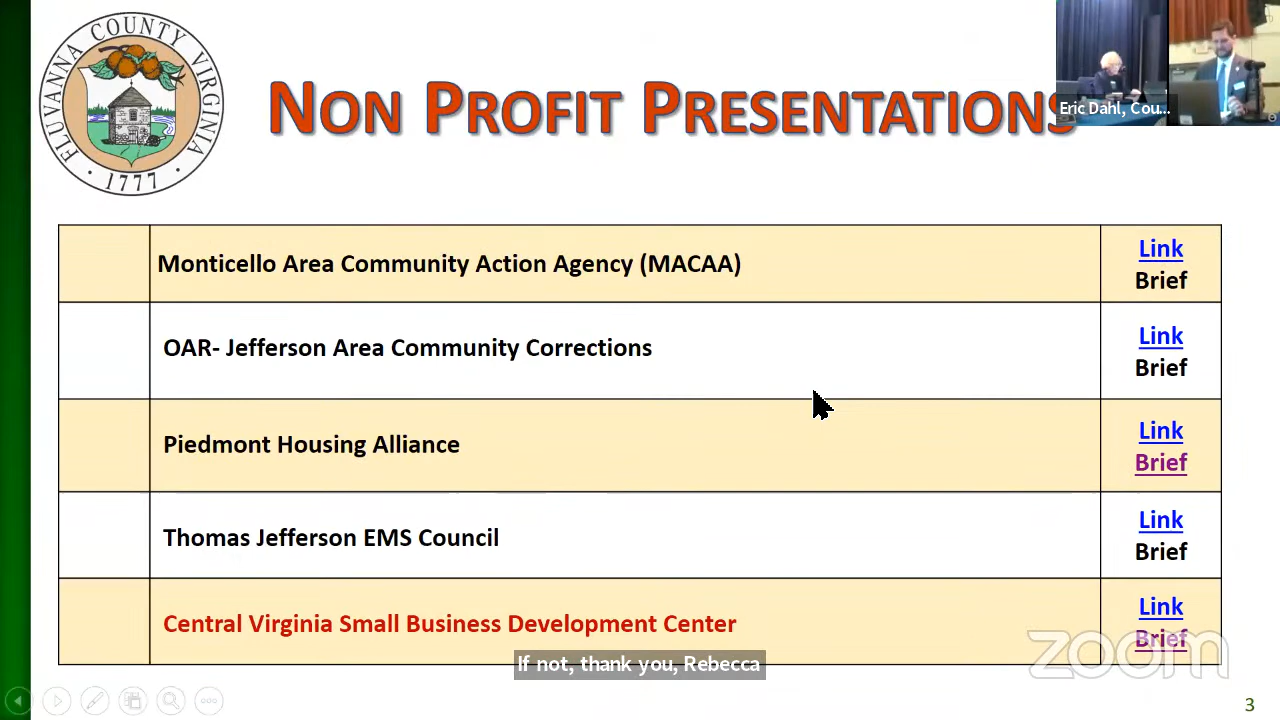 FLUVANNA COUNTY VIRGINIA
• 1777 •
NON PROFIT PRESENTATIONS
Eric Dahl, Cou...
Monticello Area Community Action Agency (MACAA)
Link
Brief
OAR- Jefferson Area Community Corrections
Link
Brief
Piedmont Housing Alliance
Link
Brief
Thomas Jefferson EMS Council
Link
Brief
Central Virginia Small Business Development Center
Link
Brief
zoom
If not, thank you, Rebecca
3